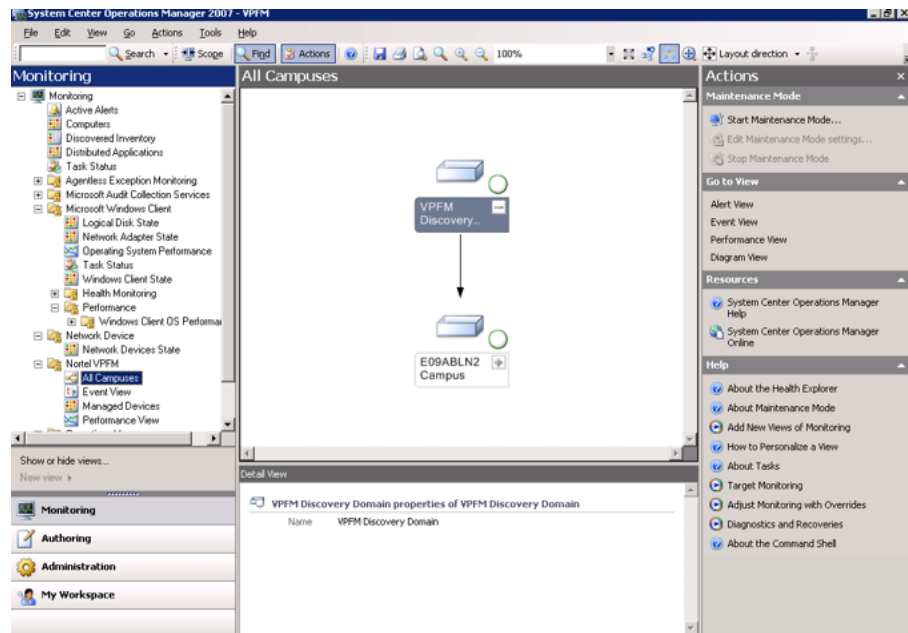 System Center Operations Manager 2007 - VPFM
File Edit View Go Actions Tools Help
Search Scope Find Actions 100% Layout direction
Monitoring
Monitoring
Active Alerts
Computers
Discovered Inventory
Distributed Applications
Task Status
Agentless Exception Monitoring
Microsoft Audit Collection Services
Microsoft Windows Client
Logical Disk State
Network Adapter State
Operating System Performance
Task Status
Windows Client State
Health Monitoring
Performance
Windows Client OS Performa
Network Device
Network Devices State
Nortel VPFM
All Campuses
Event View
Managed Devices
Performance View
Show or hide views...
New view
Monitoring
Authoring
Administration
My Workspace
All Campuses
VPFM
Discovery...
E09ABLN2
Campus
Detail View
VPFM Discovery Domain properties of VPFM Discovery Domain
Name VPFM Discovery Domain
Actions
Maintenance Mode
Start Maintenance Mode...
Edit Maintenance Mode settings...
Stop Maintenance Mode
Go to View
Alert View
Event View
Performance View
Diagram View
Resources
System Center Operations Manager
Help
System Center Operations Manager
Online
Help
About the Health Explorer
About Maintenance Mode
Add New Views of Monitoring
How to Personalize a View
About Tasks
Target Monitoring
Adjust Monitoring with Overrides
Diagnostics and Recoveries
About the Command Shell